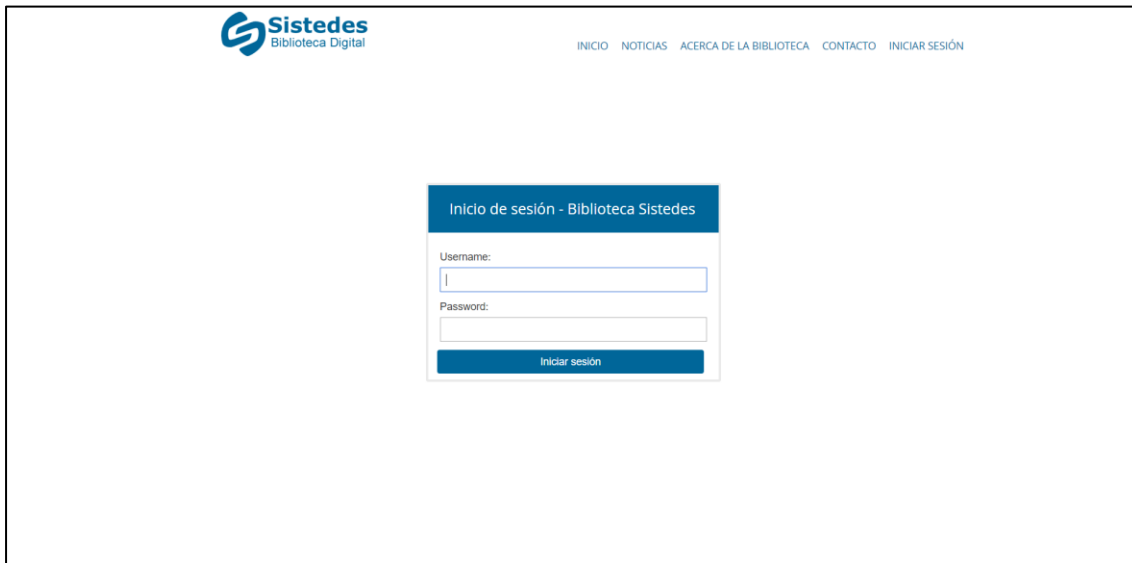 Sistedes
Biblioteca Digital
INICIO NOTICIAS ACERCA DE LA BIBLIOTECA CONTACTO INICIAR SESIÓN
Inicio de sesión - Biblioteca Sistedes
Username:
Password:
Iniciar sesión